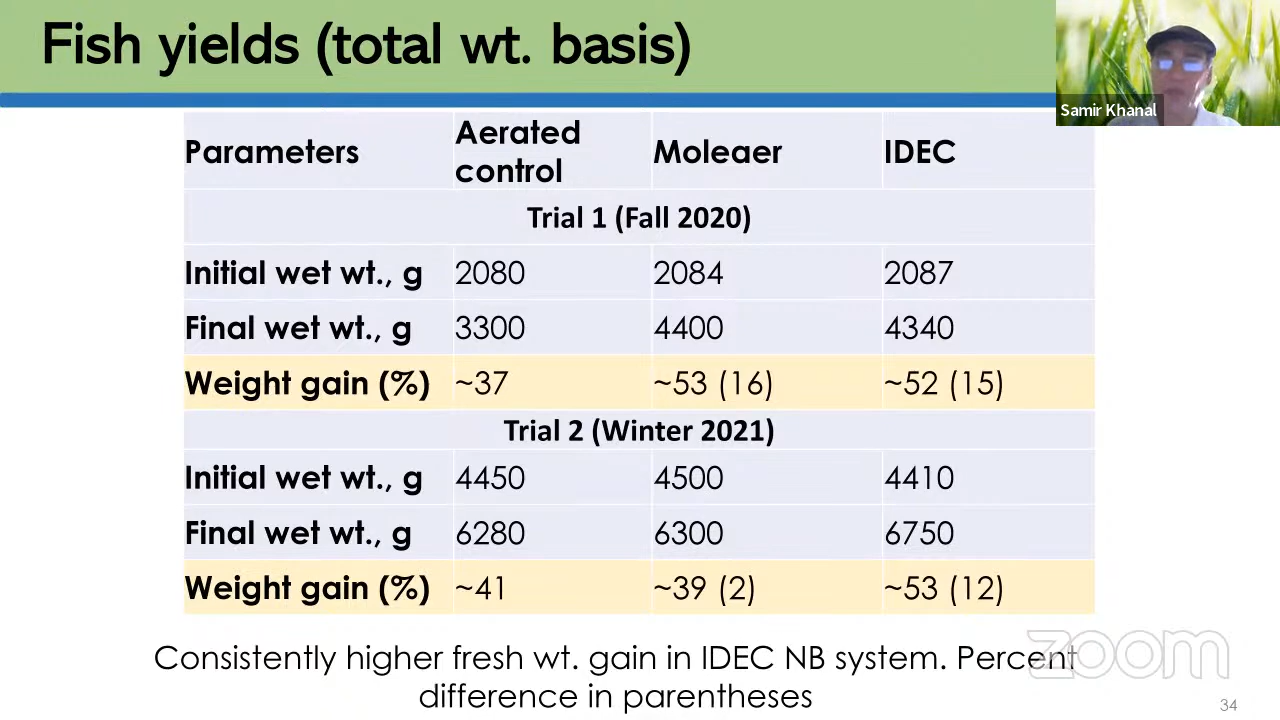 Fish yields (total wt. basis)
Samir Khanal
Parameters Aerated control Moleaer IDEC
Trial 1 (Fall 2020)
Initial wet wt., g 2080 2084 2087
Final wet wt., g 3300 4400 4340
Weight gain (%) ~37 ~53 (16) ~52 (15)
Trial 2 (Winter 2021)
Initial wet wt., g 4450 4500 4410
Final wet wt., g 6280 6300 6750
Weight gain (%) ~41 ~39 (2) ~53 (12)
Consistently higher fresh wt. gain in IDEC NB system. Percent
difference in parentheses
zoom
34